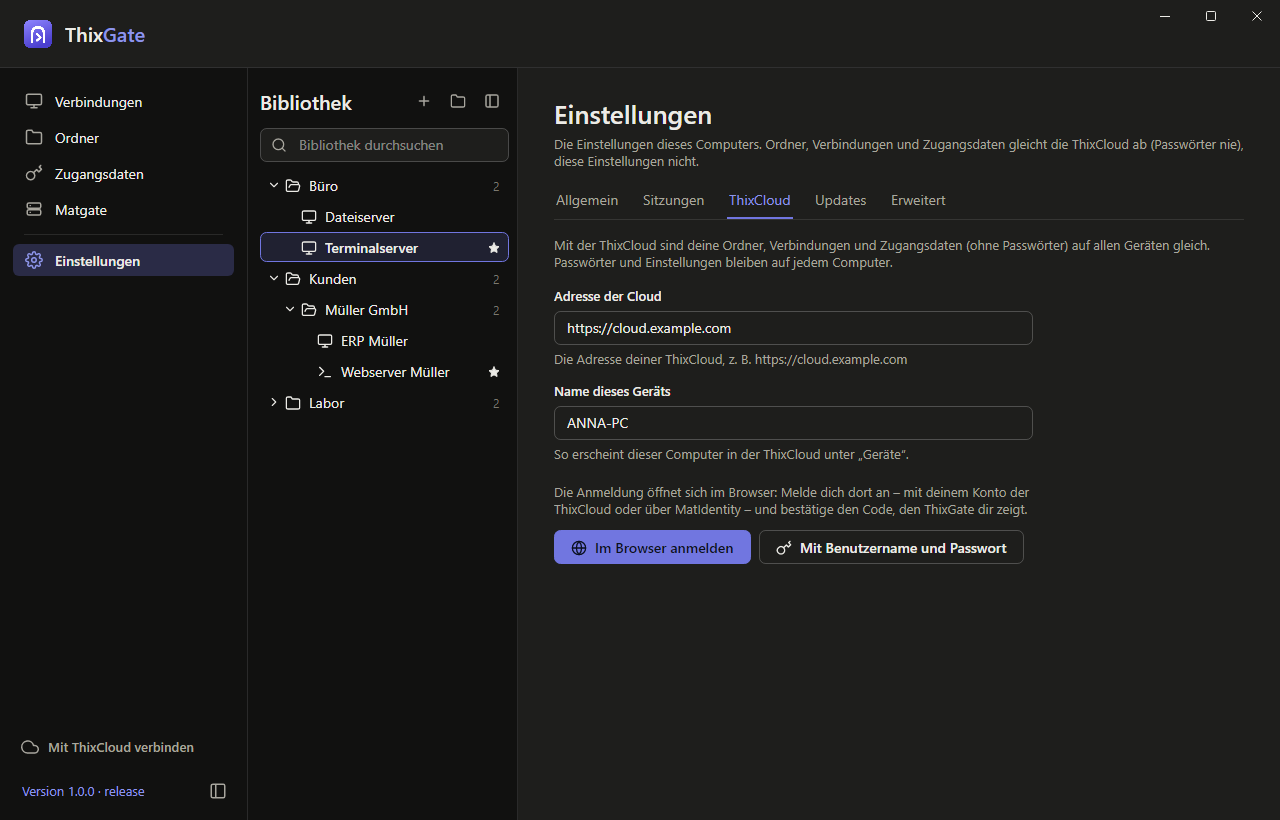 ThixGate
Verbindungen
Ordner
Zugangsdaten
Matgate
Einstellungen
Mit ThixCloud verbinden
Version 1.0.0 · release
Bibliothek
Bibliothek durchsuchen
Büro 2
Dateiserver
Terminalserver
Kunden 2
Müller GmbH 2
ERP Müller
Webserver Müller
Labor 2
Einstellungen
Die Einstellungen dieses Computers. Ordner, Verbindungen und Zugangsdaten gleicht die ThixCloud ab (Passwörter nie),
diese Einstellungen nicht.
Allgemein Sitzungen ThixCloud Updates Erweitert
Mit der ThixCloud sind deine Ordner, Verbindungen und Zugangsdaten (ohne Passwörter) auf allen Geräten gleich.
Passwörter und Einstellungen bleiben auf jedem Computer.
Adresse der Cloud
https://cloud.example.com
Die Adresse deiner ThixCloud, z. B. https://cloud.example.com
Name dieses Geräts
ANNA-PC
So erscheint dieser Computer in der ThixCloud unter „Geräte“.
Die Anmeldung öffnet sich im Browser: Melde dich dort an – mit deinem Konto der
ThixCloud oder über MatIdentity – und bestätige den Code, den ThixGate dir zeigt.
Im Browser anmelden Mit Benutzername und Passwort